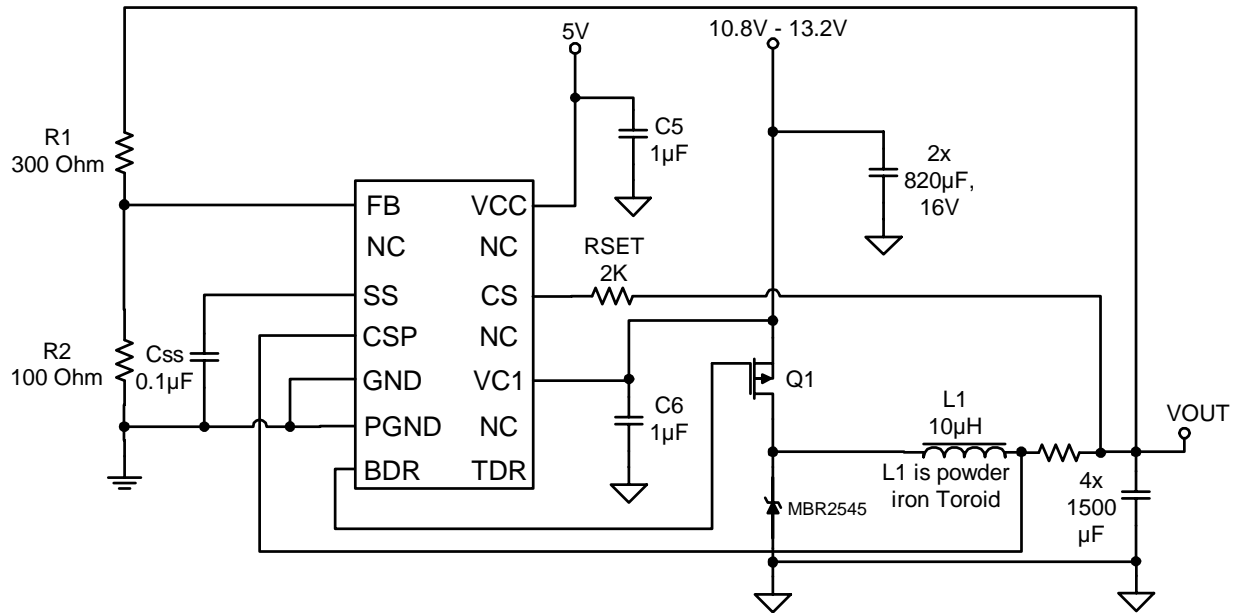 5V
10.8V - 13.2V
R1
300 Ohm
C5
1µF
2x
820µF,
16V
FB
VCC
NC
NC
RSET
2K
SS
CS
CSP
NC
R2
100 Ohm
Css
0.1µF
GND
VC1
Q1
C6
1µF
PGND
NC
L1
10µH
VOUT
BDR
TDR
L1 is powder
iron Toroid
4x
1500
µF
MBR2545